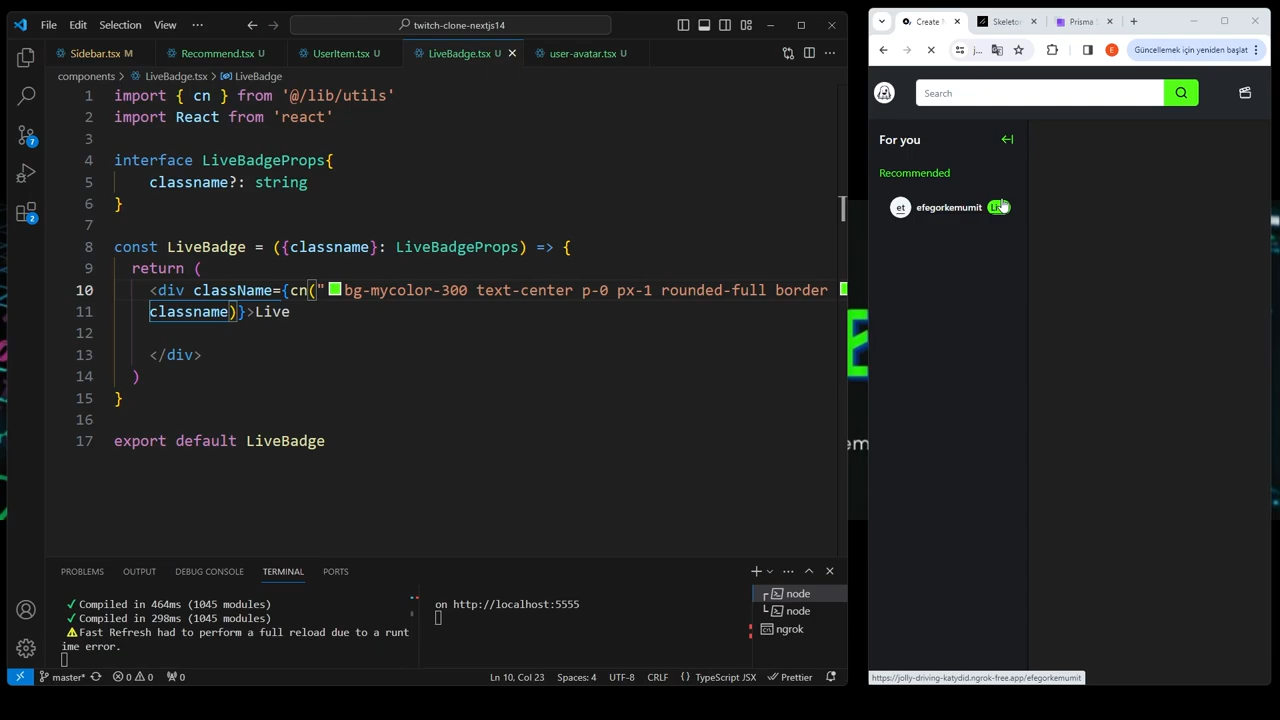 File Edit Selection View ··· twitch-clone-nextjs14
Sidebar.tsx M Recommend.tsx U UserItem.tsx U LiveBadge.tsx U user-avatar.tsx U
components > LiveBadge.tsx > LiveBadge
1 import { cn } from '@/lib/utils'
2 import React from 'react'
3
4 interface LiveBadgeProps{
5 classname?: string
6 }
7
8 const LiveBadge = ({classname}: LiveBadgeProps) => {
9 return (
10 <div className={cn("bg-mycolor-300 text-center p-0 px-1 rounded-full border
11 classname)}>Live
12
13 </div>
14 )
15 }
16
17 export default LiveBadge
PROBLEMS OUTPUT DEBUG CONSOLE TERMINAL PORTS
✓ Compiled in 464ms (1045 modules)
✓ Compiled in 298ms (1045 modules)
⚠Fast Refresh had to perform a full reload due to a runt
ime error.
on http://localhost:5555
node
node
ngrok
7
2
master* 0 0 0 Ln 10, Col 23 Spaces: 4 UTF-8 CRLF {} TypeScript JSX Prettier
Create N Skeleto Prisma
j... E Güncellemek için yeniden başlat
Search
For you
Recommended
et efegorkemumit
https://jolly-driving-katydid.ngrok-free.app/efegorkemumit
em